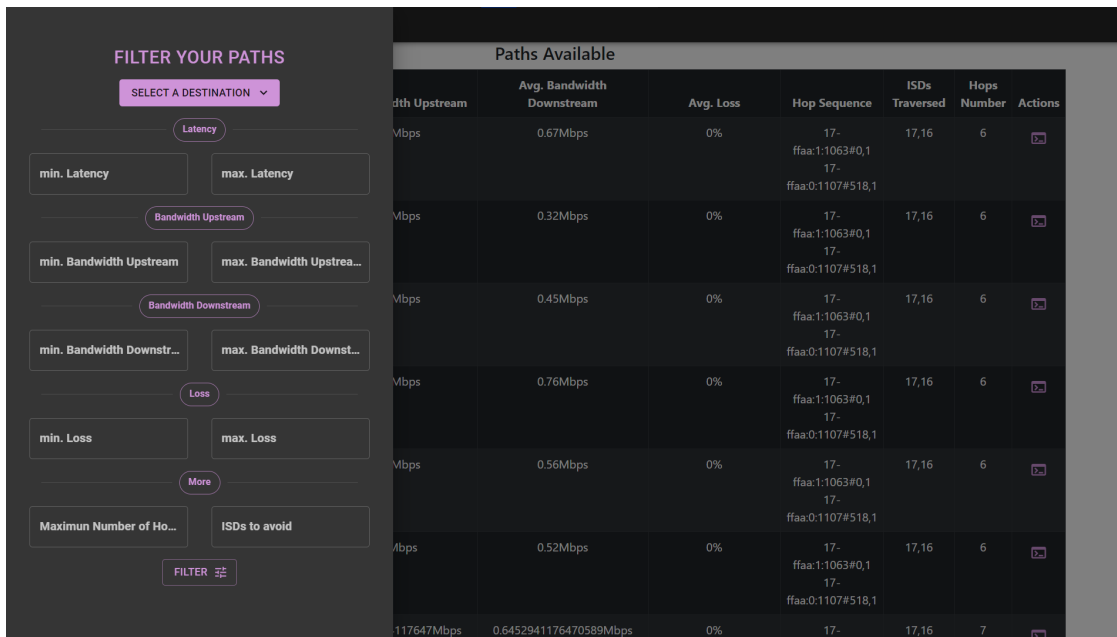 FILTER YOUR PATHS
SELECT A DESTINATION
Latency
min. Latency
max. Latency
Bandwidth Upstream
min. Bandwidth Upstream
max. Bandwidth Upstrea...
Bandwidth Downstream
min. Bandwidth Downstr...
max. Bandwidth Downst...
Loss
min. Loss
max. Loss
More
Maximun Number of Ho...
ISDs to avoid
FILTER
Paths Available
dth Upstream
Avg. Bandwidth
Downstream
Avg. Loss
Hop Sequence
ISDs
Traversed
Hops
Number
Actions
Mbps
0.67Mbps
0%
17-
ffaa:1:1063#0,1
17-
ffaa:0:1107#518,1
17,16
6
Mbps
0.32Mbps
0%
17-
ffaa:1:1063#0,1
17-
ffaa:0:1107#518,1
17,16
6
Mbps
0.45Mbps
0%
17-
ffaa:1:1063#0,1
17-
ffaa:0:1107#518,1
17,16
6
Mbps
0.76Mbps
0%
17-
ffaa:1:1063#0,1
17-
ffaa:0:1107#518,1
17,16
6
Mbps
0.56Mbps
0%
17-
ffaa:1:1063#0,1
17-
ffaa:0:1107#518,1
17,16
6
Mbps
0.52Mbps
0%
17-
ffaa:1:1063#0,1
17-
ffaa:0:1107#518,1
17,16
6
117647Mbps
0.6452941176470589Mbps
0%
17-
17,16
7